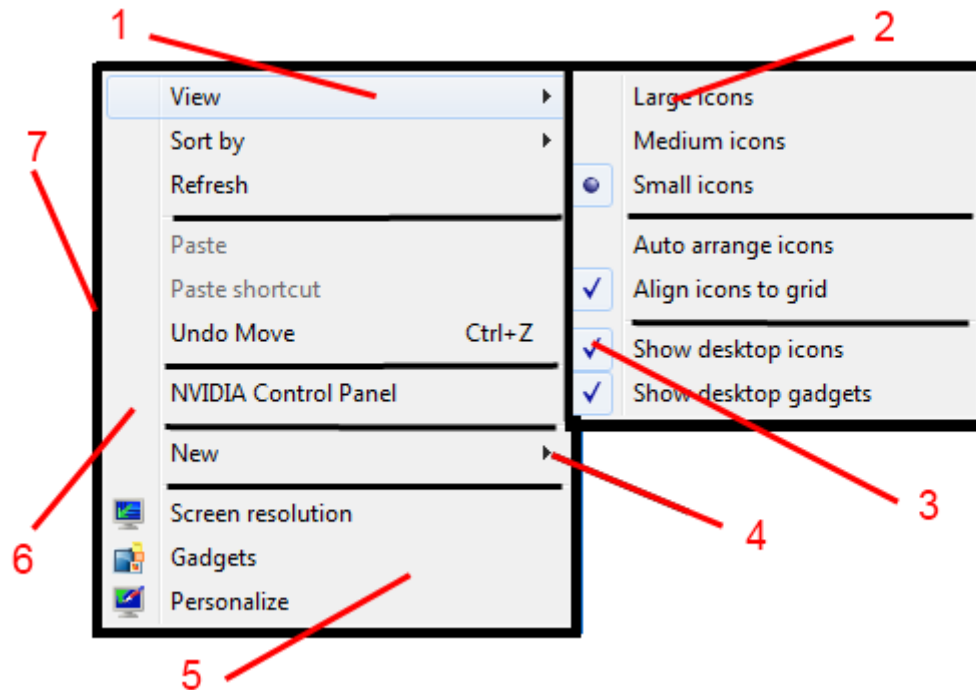 1
2
View
Sort by
Refresh
Paste
Paste shortcut
Undo Move Ctrl+Z
NVIDIA Control Panel
New
Screen resolution
Gadgets
Personalize
Large icons
Medium icons
Small icons
Auto arrange icons
Align icons to grid
Show desktop icons
Show desktop gadgets
7
6
5
4
3